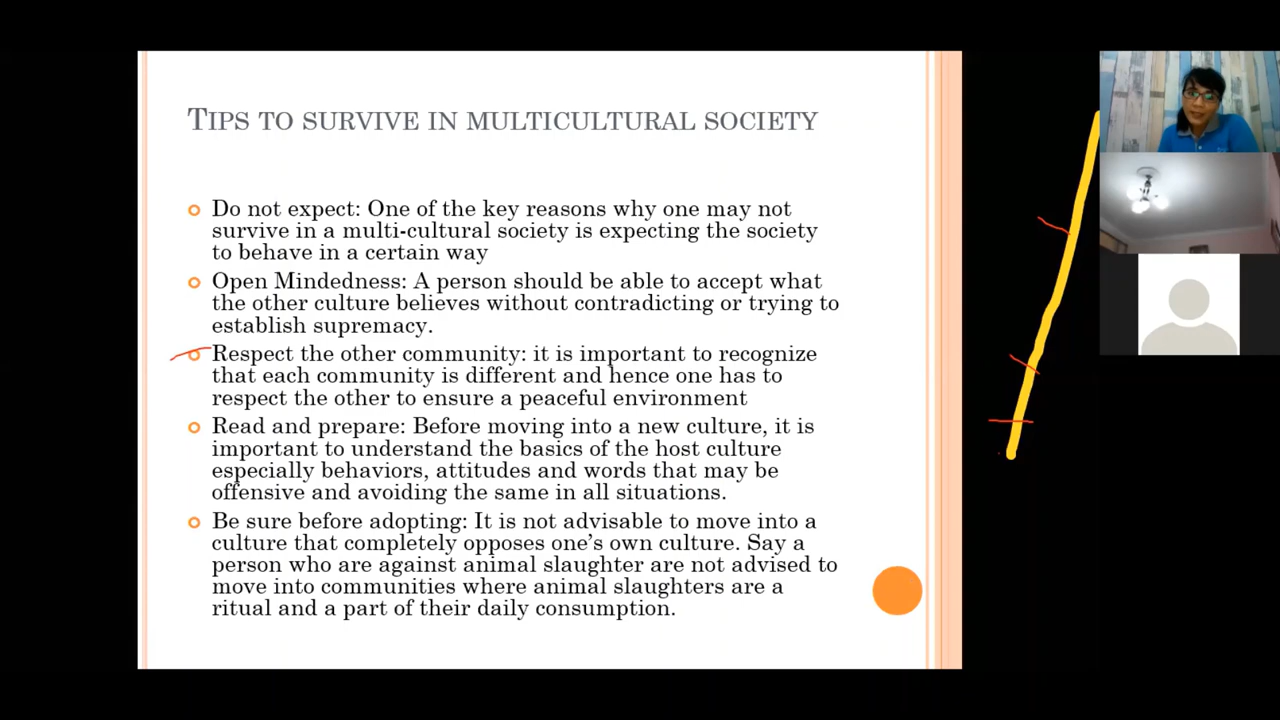 TIPS TO SURVIVE IN MULTICULTURAL SOCIETY
Do not expect: One of the key reasons why one may not
survive in a multi-cultural society is expecting the society
to behave in a certain way
Open Mindedness: A person should be able to accept what
the other culture believes without contradicting or trying to
establish supremacy.
Respect the other community: it is important to recognize
that each community is different and hence one has to
respect the other to ensure a peaceful environment
Read and prepare: Before moving into a new culture, it is
important to understand the basics of the host culture
especially behaviors, attitudes and words that may be
offensive and avoiding the same in all situations.
Be sure before adopting: It is not advisable to move into a
culture that completely opposes one's own culture. Say a
person who are against animal slaughter are not advised to
move into communities where animal slaughters are a
ritual and a part of their daily consumption.